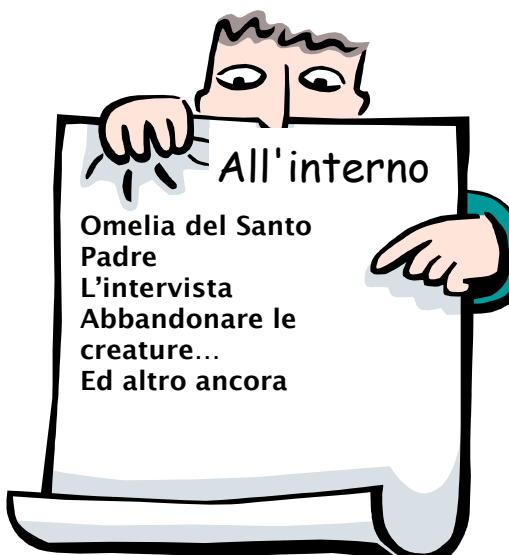 All'interno
Omelia del Santo
Padre
L’intervista
Abbandonare le
creature…
Ed altro ancora